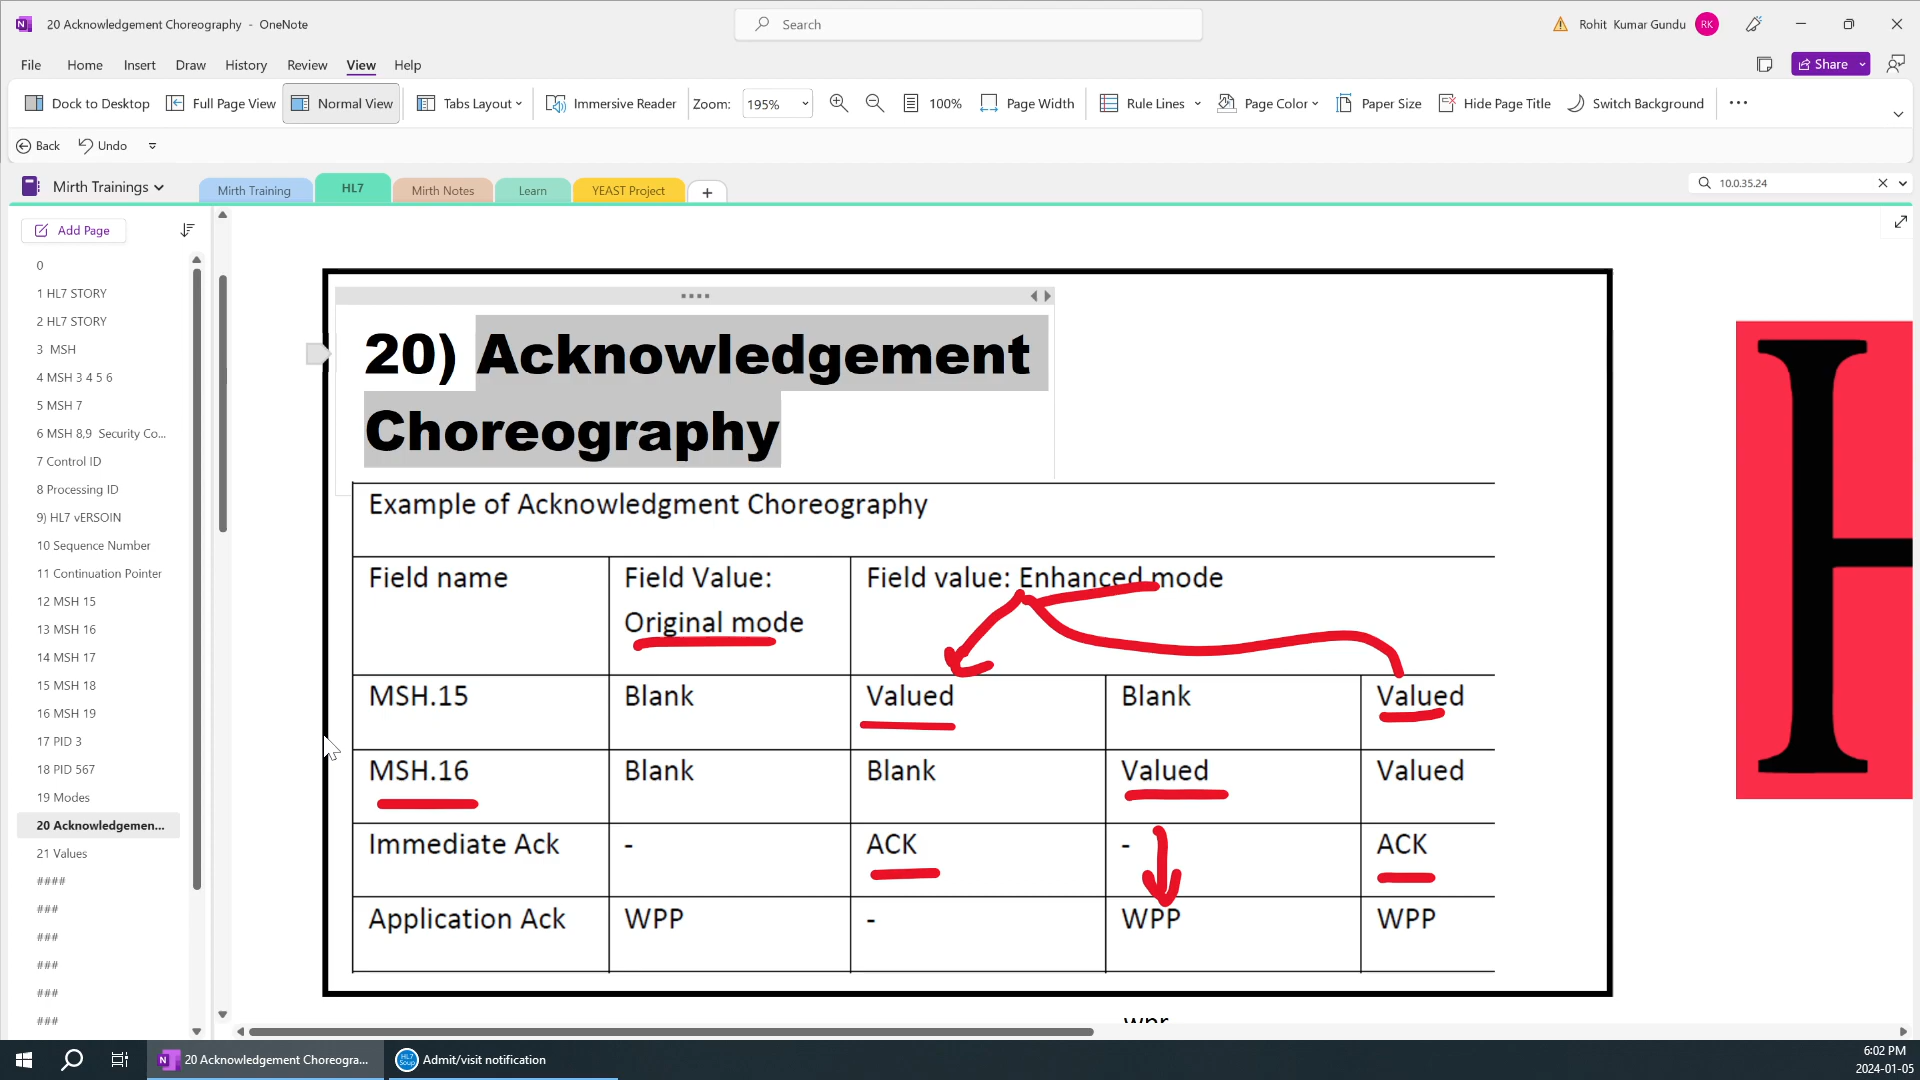 20 Acknowledgement Choreography - OneNote
Search
Rohit Kumar Gundu RK
File Home Insert Draw History Review View Help
Share
Dock to Desktop Full Page View Normal View Tabs Layout Immersive Reader Zoom: 195% 100% Page Width Rule Lines Page Color Paper Size Hide Page Title Switch Background
Back Undo
Mirth Trainings Mirth Training HL7 Mirth Notes Learn YEAST Project + 10.0.35.24
Add Page
0
1 HL7 STORY
2 HL7 STORY
3 MSH
4 MSH 3 4 5 6
5 MSH 7
6 MSH 8,9 Security Co...
7 Control ID
8 Processing ID
9) HL7 vERSOIN
10 Sequence Number
11 Continuation Pointer
12 MSH 15
13 MSH 16
14 MSH 17
15 MSH 18
16 MSH 19
17 PID 3
18 PID 567
19 Modes
20 Acknowledgemen...
21 Values
####
###
###
###
###
###
20) Acknowledgement
Choreography
Example of Acknowledgment Choreography
Field name Field Value: Field value: Enhanced mode
Original mode
MSH.15 Blank Valued Blank Valued
MSH.16 Blank Blank Valued Valued
Immediate Ack - ACK - ACK
Application Ack WPP - WPP WPP
H
20 Acknowledgement Choreogra...
HL7 Soup
Admit/visit notification
6:02 PM
2024-01-05